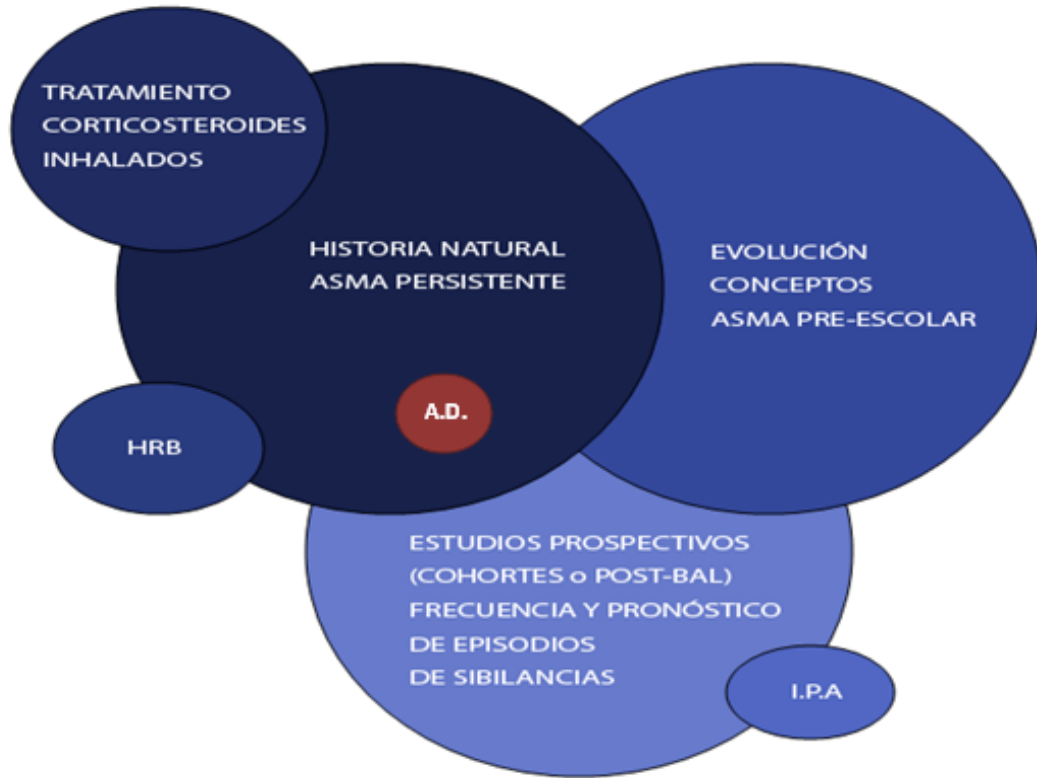 TRATAMIENTO
CORTICOSTEROIDES
INHALADOS
HISTORIA NATURAL
ASMA PERSISTENTE
EVOLUCIÓN
CONCEPTOS
ASMA PRE-ESCOLAR
A.D.
HRB
ESTUDIOS PROSPECTIVOS
(COHORTES o POST-BAL)
FRECUENCIA Y PRONÓSTICO
DE EPISODIOS
DE SIBILANCIAS
I.P.A